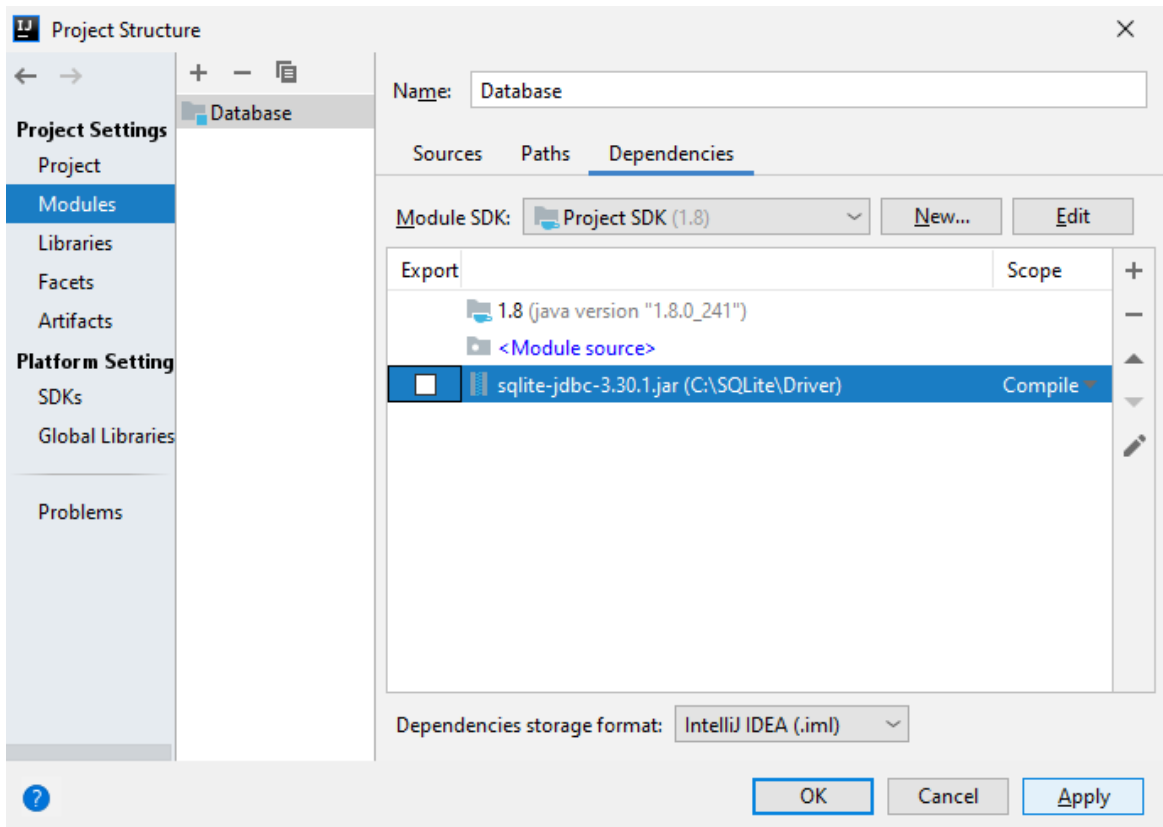 Project Structure
Name: Database
Database
Project Settings
Project
Modules
Libraries
Facets
Artifacts
Platform Setting
SDKs
Global Libraries
Problems
Sources Paths Dependencies
Module SDK: Project SDK (1.8) New... Edit
Export Scope
1.8 (java version "1.8.0_241")
<Module source>
sqlite-jdbc-3.30.1.jar (C:\SQLite\Driver) Compile
Dependencies storage format: IntelliJ IDEA (.iml)
? OK Cancel Apply